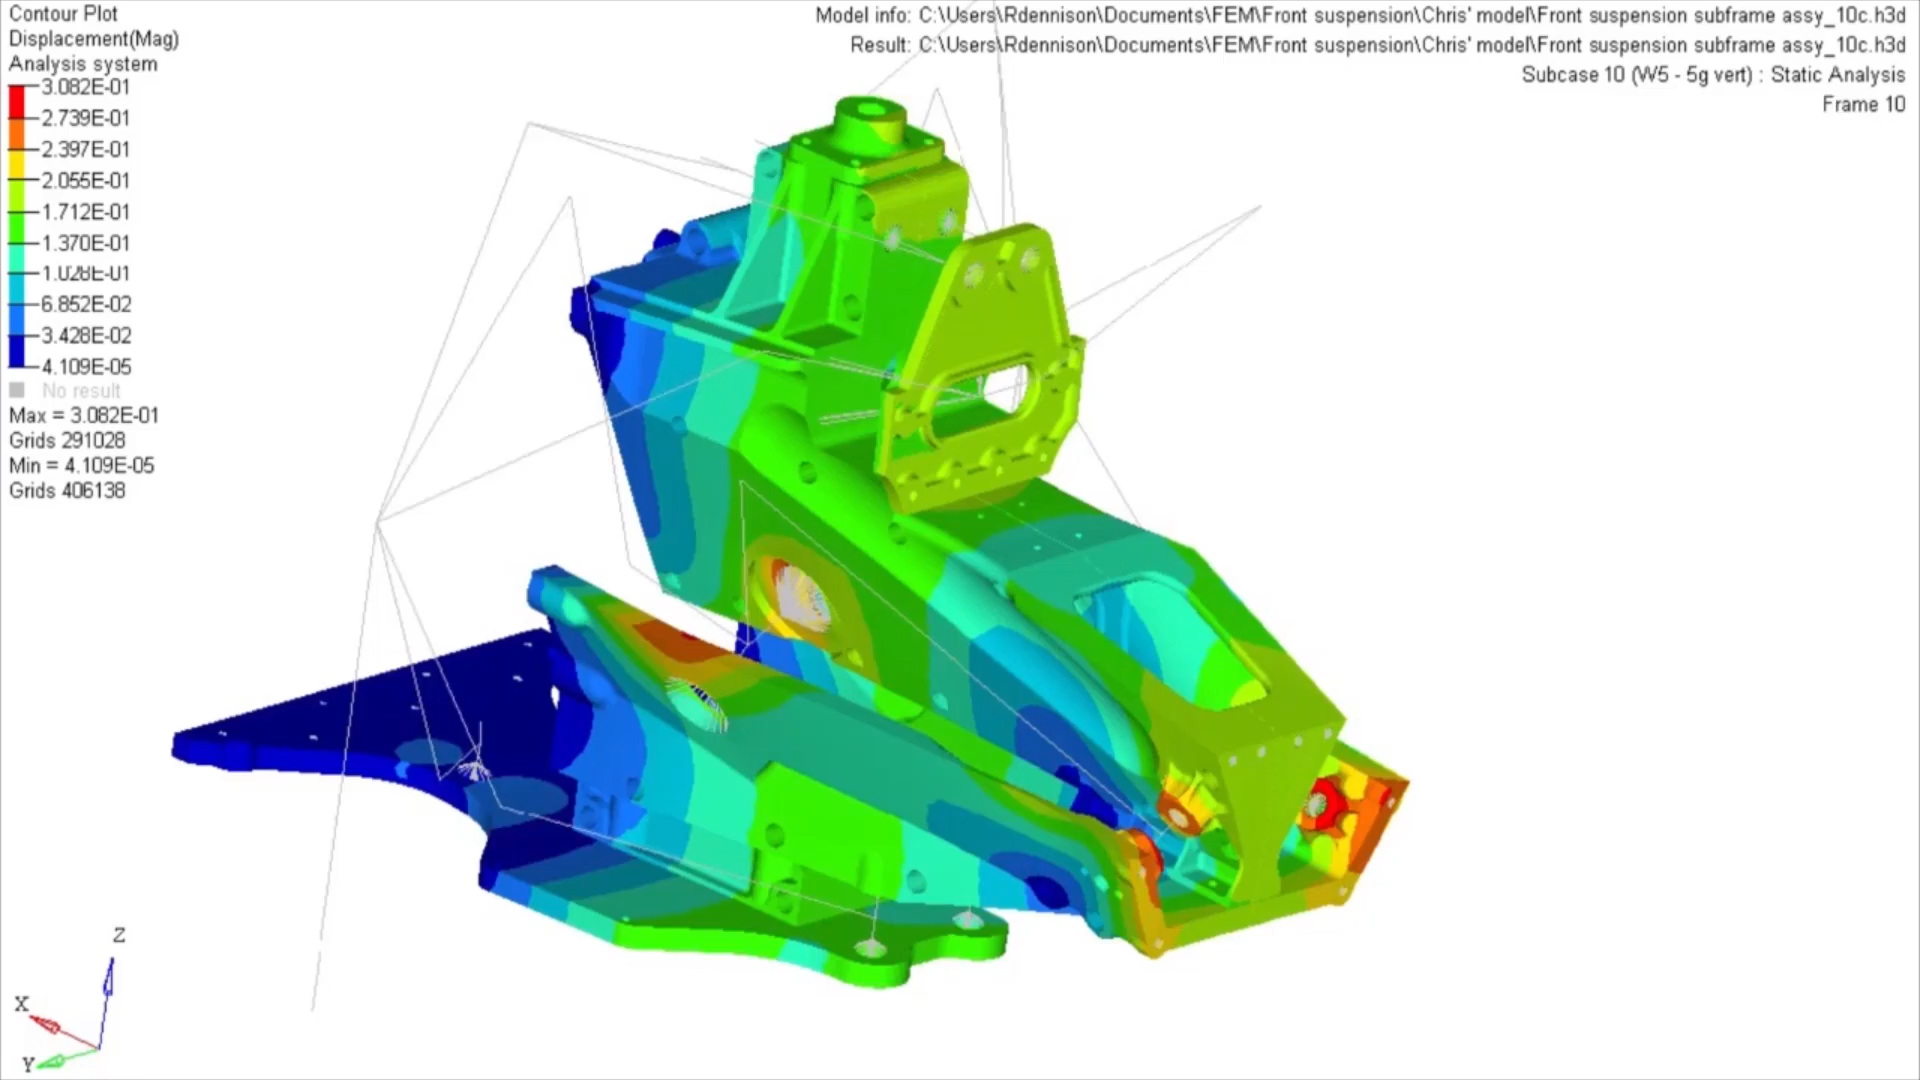 Contour Plot
Displacement(Mag)
Analysis system
3.082E-01
2.739E-01
2.397E-01
2.055E-01
1.712E-01
1.370E-01
1.028E-01
6.852E-02
3.428E-02
4.109E-05
No result
Max = 3.082E-01
Grids 291028
Min = 4.109E-05
Grids 406138
Model info: C:\Users\Rdennison\Documents\FEM\Front suspension\Chris' model\Front suspension subframe assy_10c.h3d
Result: C:\Users\Rdennison\Documents\FEM\Front suspension\Chris' model\Front suspension subframe assy_10c.h3d
Subcase 10 (W5 - 5g vert) : Static Analysis
Frame 10
Z
X
Y